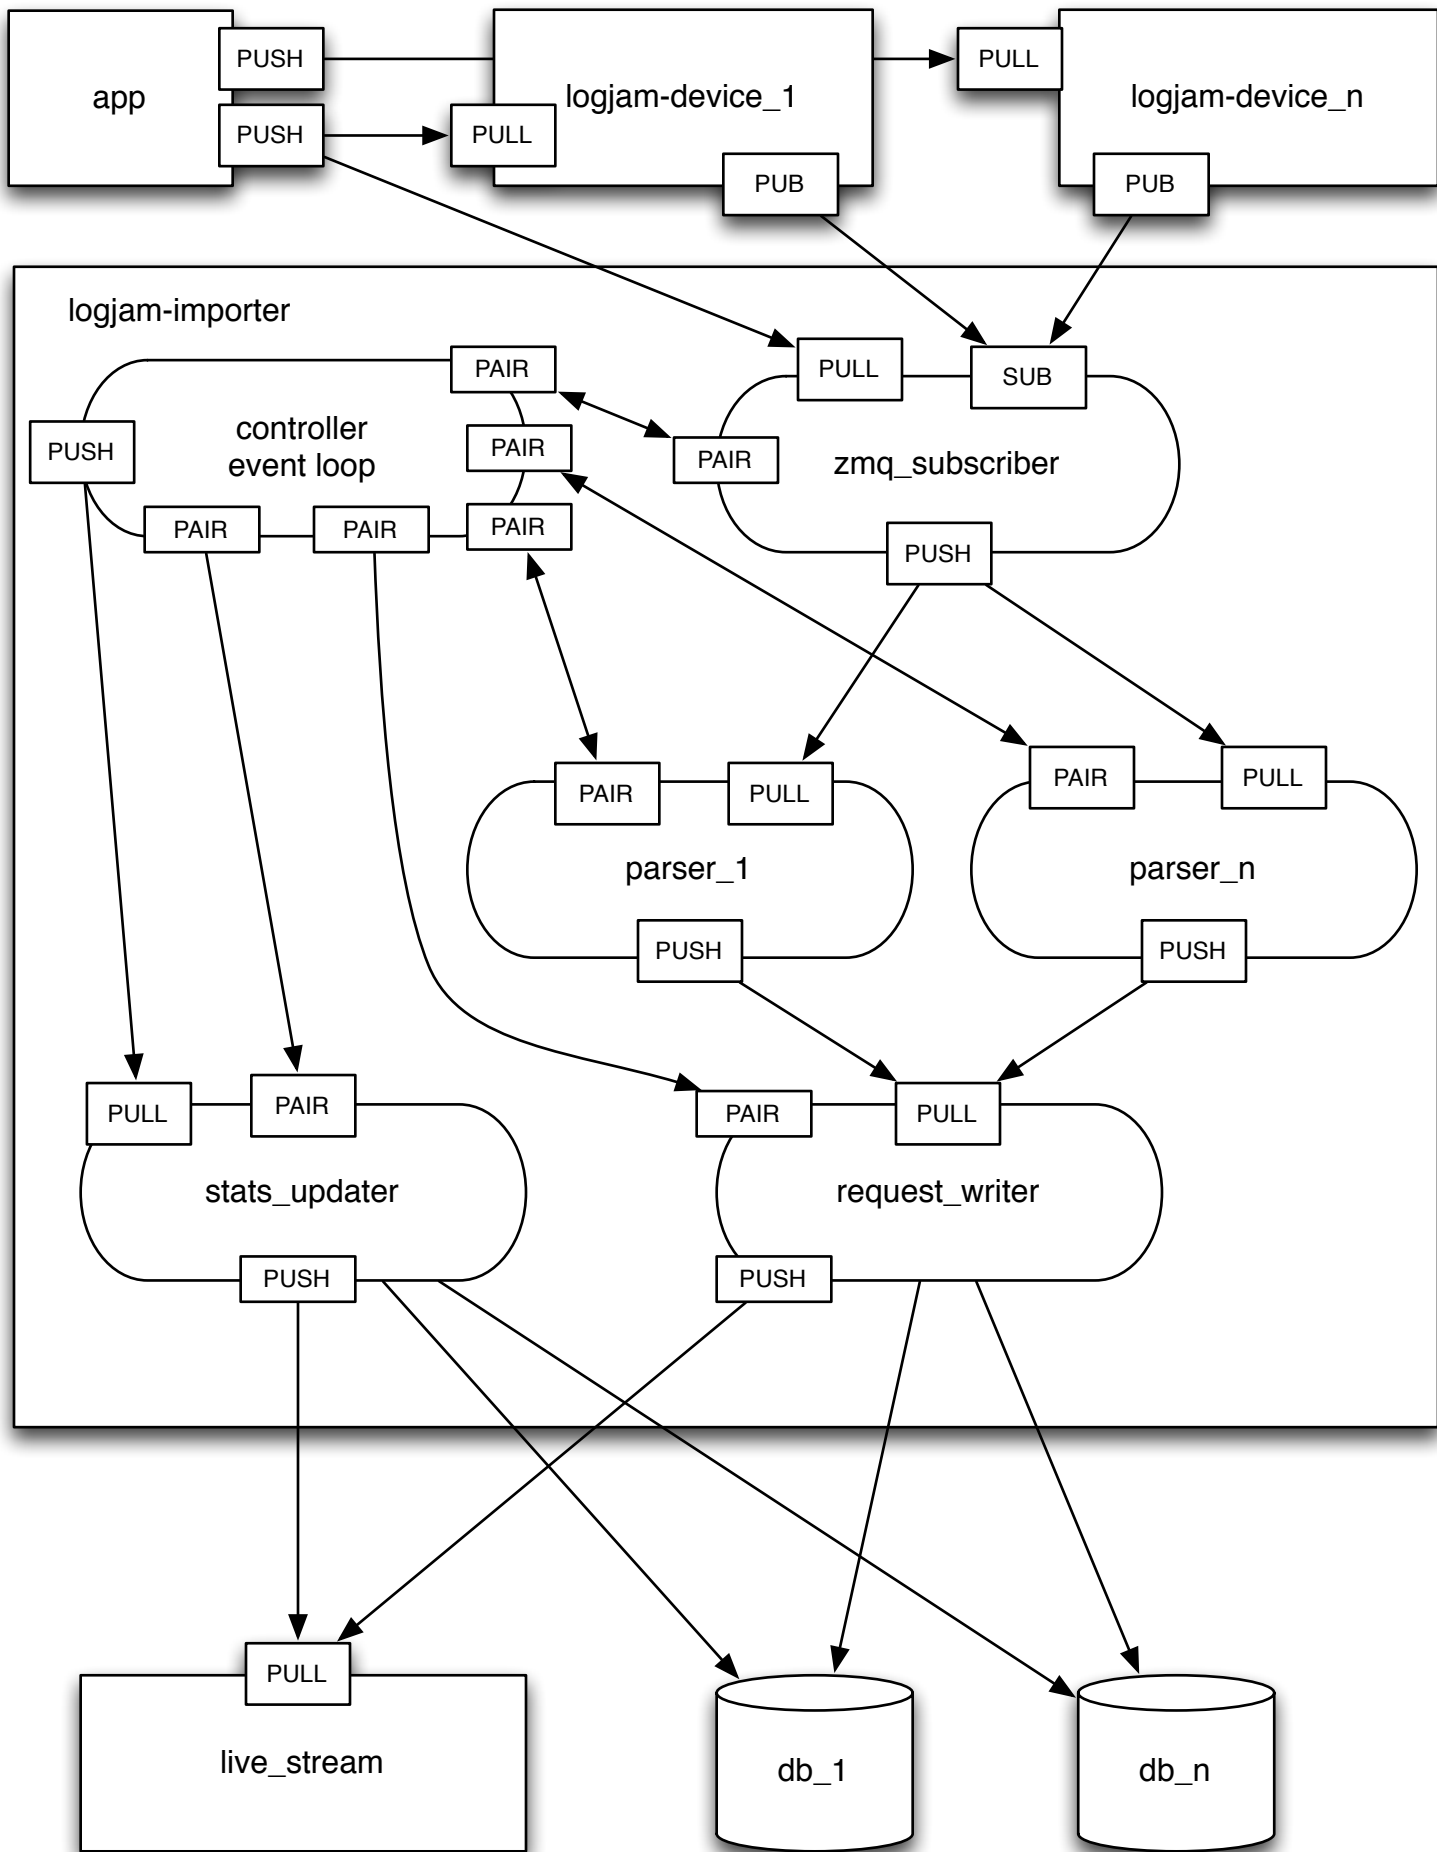 PUSH
PULL
app
logjam-device_1
logjam-device_n
PUSH
PULL
PUB
PUB
logjam-importer
PAIR
PULL
SUB
controller
event loop
PUSH
PAIR
PAIR
zmq_subscriber
PAIR
PAIR
PAIR
PUSH
PAIR
PULL
PAIR
PULL
parser_1
parser_n
PUSH
PUSH
PULL
PAIR
PAIR
PULL
stats_updater
request_writer
PUSH
PUSH
PULL
live_stream
db_1
db_n